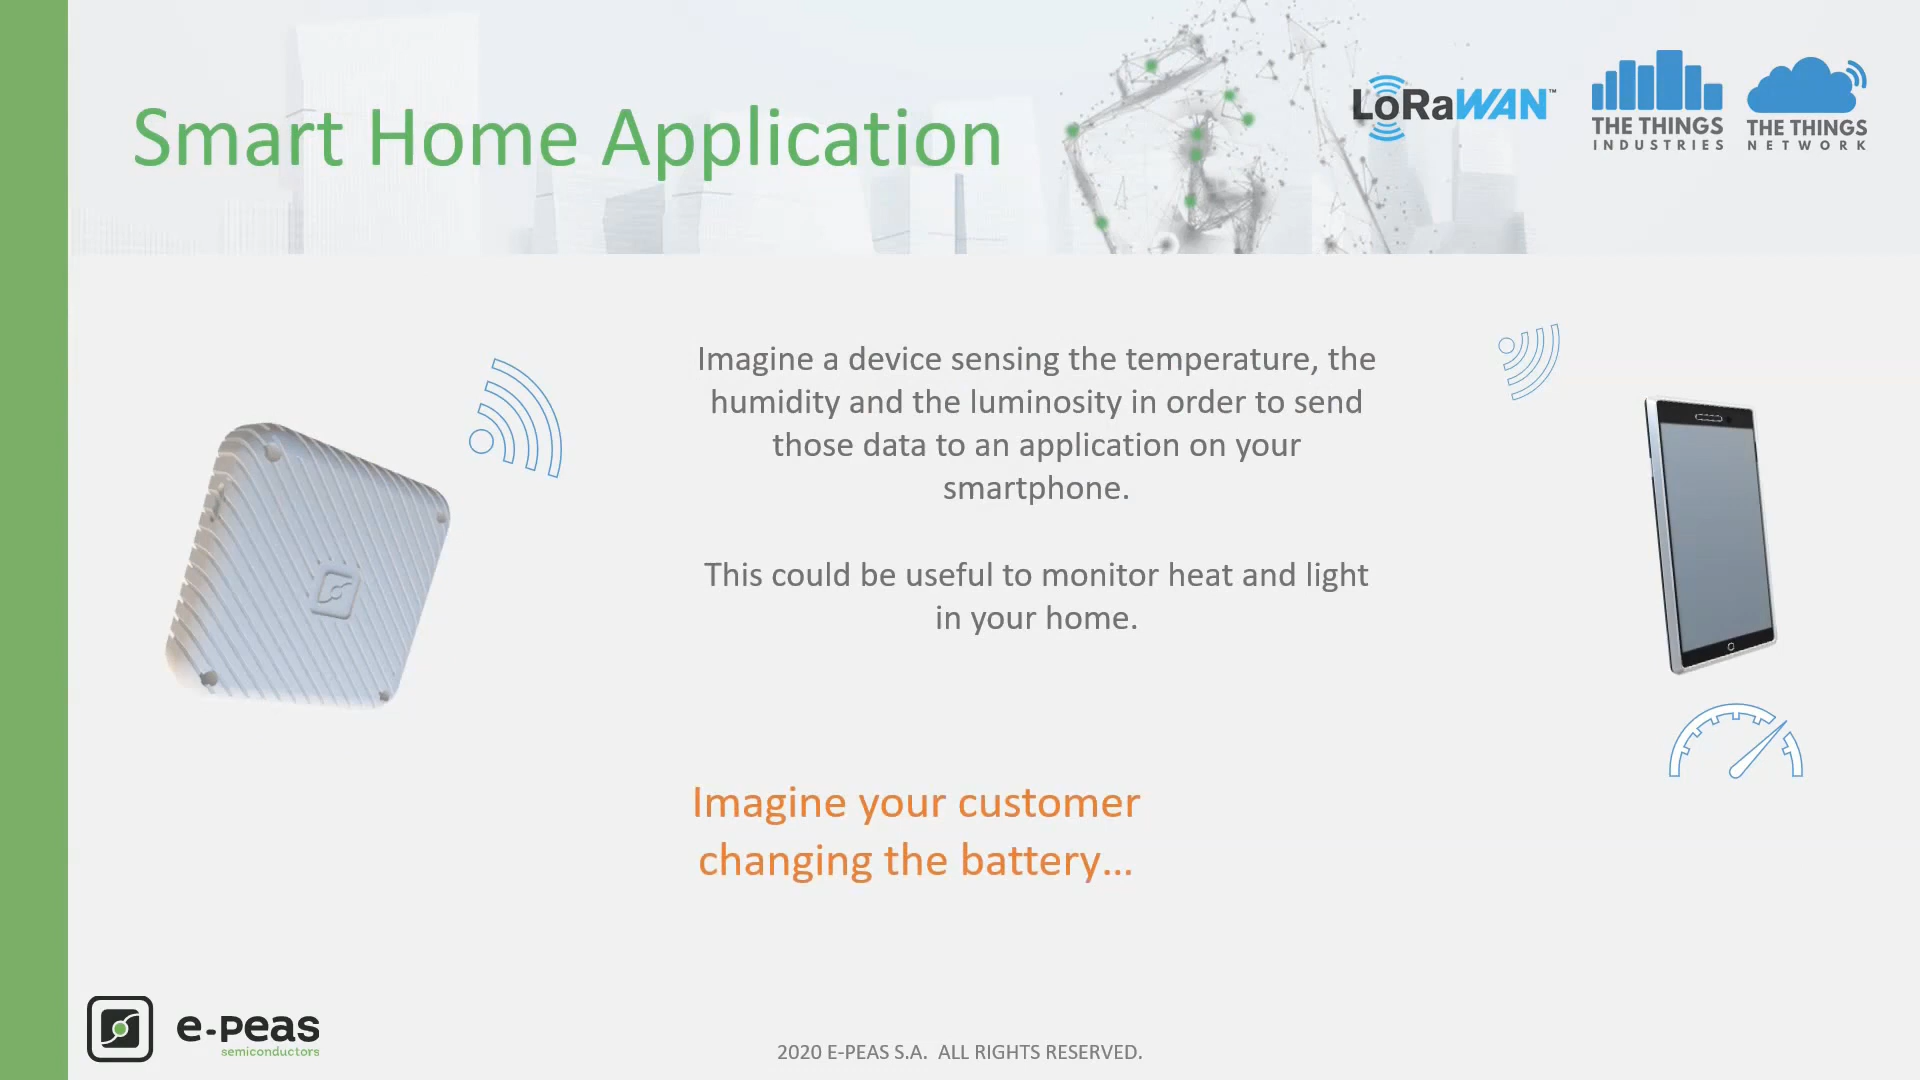 Smart Home Application
LoRaWAN™
THE THINGS
INDUSTRIES
THE THINGS
NETWORK
Imagine a device sensing the temperature, the
humidity and the luminosity in order to send
those data to an application on your
smartphone.
This could be useful to monitor heat and light
in your home.
Imagine your customer
changing the battery…
e-peas
semiconductors
2020 E-PEAS S.A.  ALL RIGHTS RESERVED.